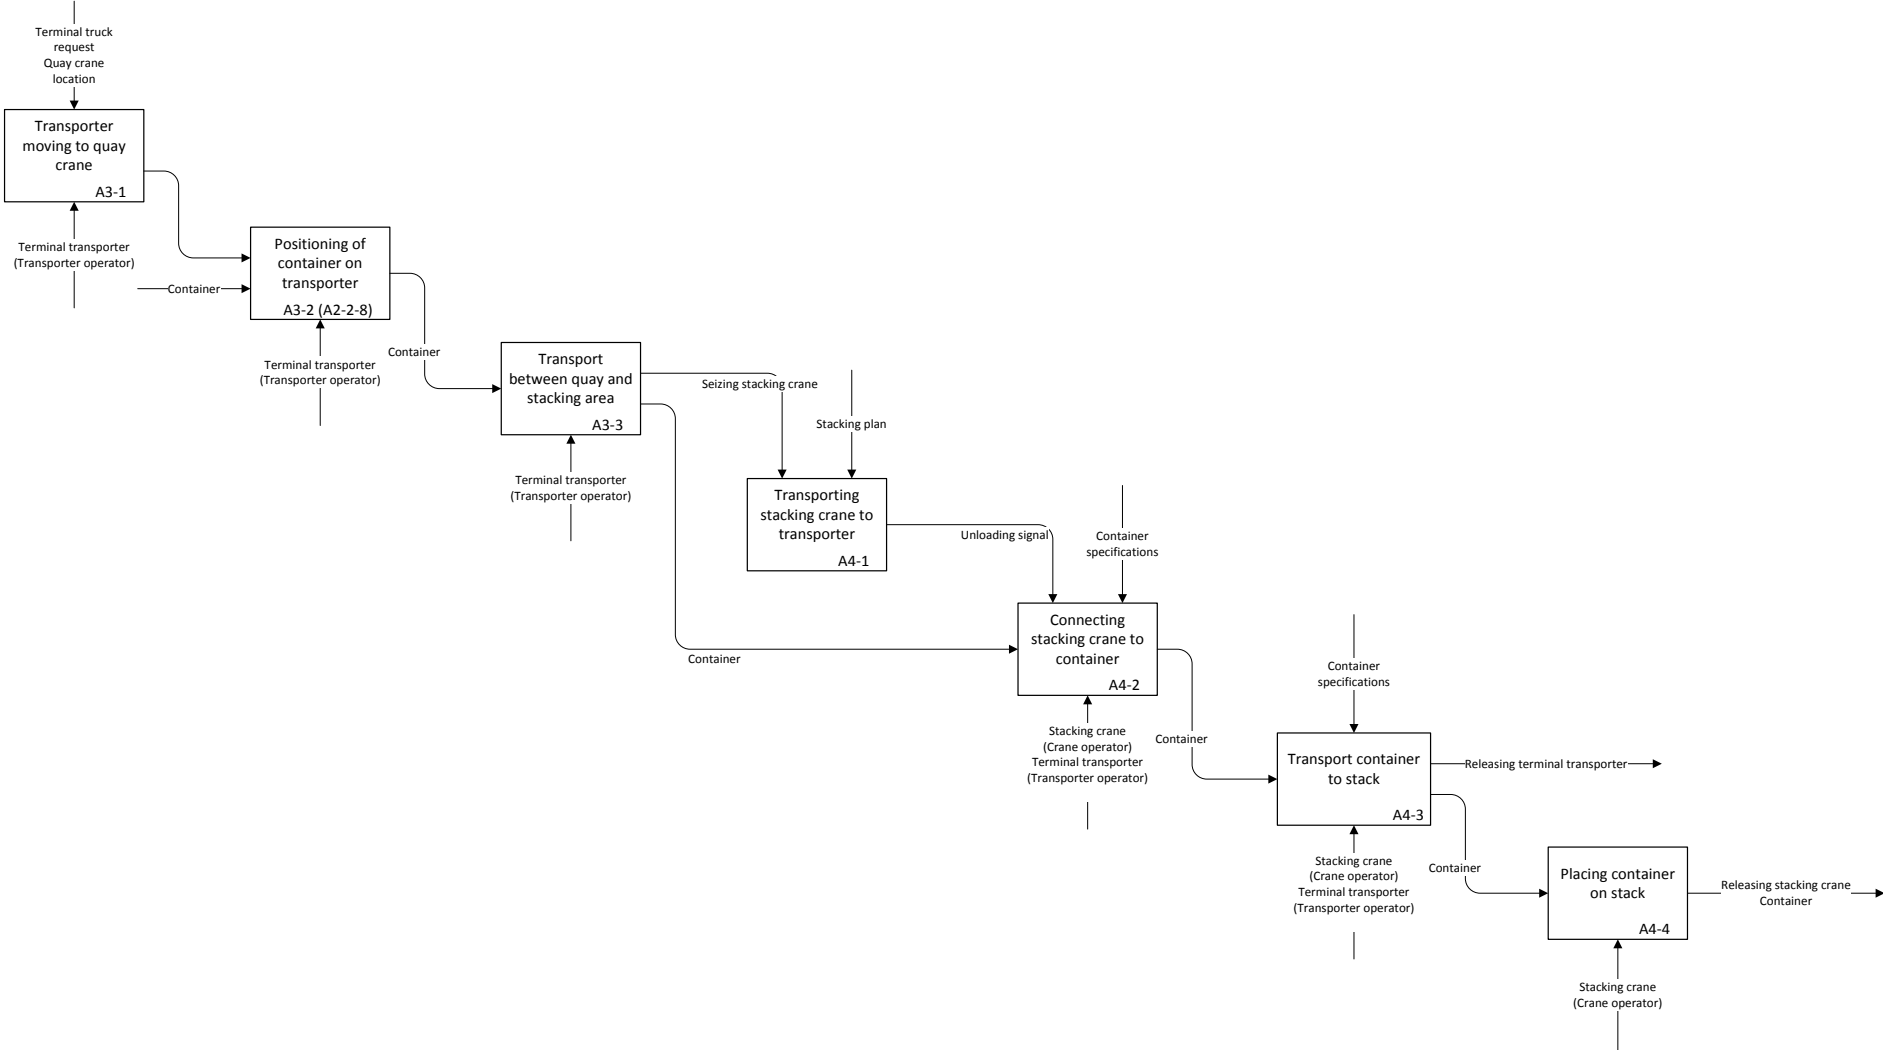 Terminal truck
request
Quay crane
location
Transporter
moving to quay
crane
A3-1
Terminal transporter
(Transporter operator)
Container
Positioning of
container on
transporter
A3-2 (A2-2-8)
Terminal transporter
(Transporter operator)
Container
Transport
between quay and
stacking area
A3-3
Terminal transporter
(Transporter operator)
Seizing stacking crane
Stacking plan
Transporting
stacking crane to
transporter
A4-1
Unloading signal
Container
specifications
Container
Connecting
stacking crane to
container
A4-2
Stacking crane
(Crane operator)
Terminal transporter
(Transporter operator)
Container
Container
specifications
Transport container
to stack
A4-3
Releasing terminal transporter
Stacking crane
(Crane operator)
Terminal transporter
(Transporter operator)
Container
Placing container
on stack
A4-4
Releasing stacking crane
Container
Stacking crane
(Crane operator)